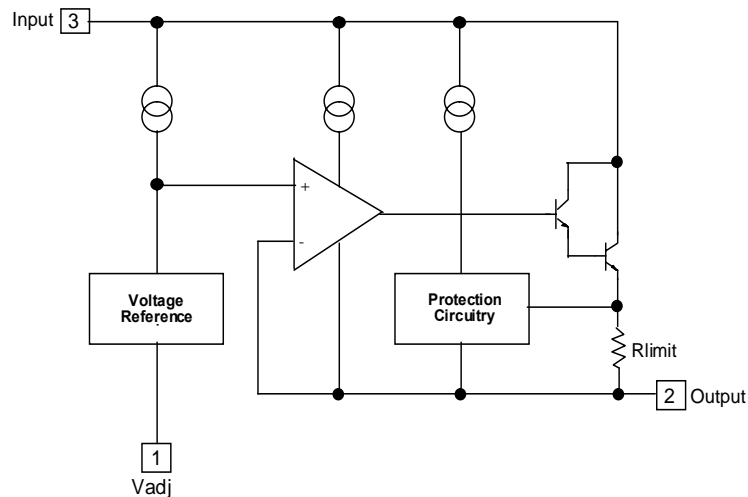 Input 3
+
-
Voltage
Reference
Protection
Circuitry
Rlimit
2 Output
1
Vadj